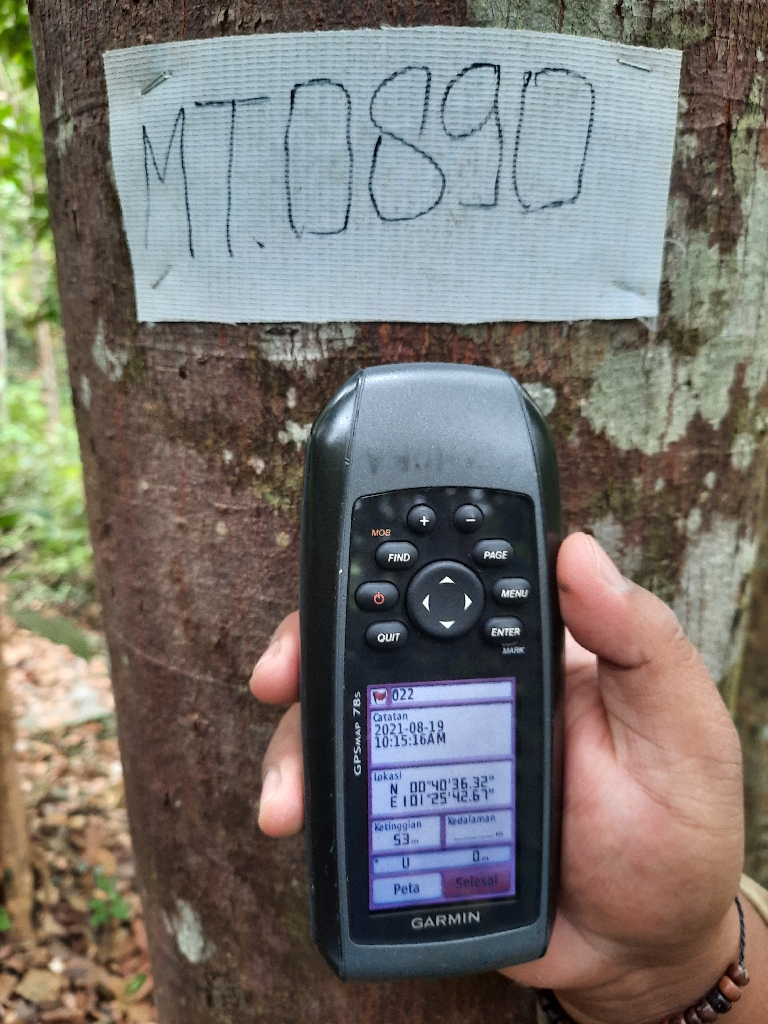 MT.0890
+ −
MOB
FIND PAGE
MENU
QUIT ENTER
MARK
GPSMAP 78s
022
Catatan
2021-08-19
10:15:16AM
Lokasi
N 00°40'36.32"
E 101°25'42.67"
Ketinggian Kedalaman
53m
U 0m
Peta Selesai
GARMIN